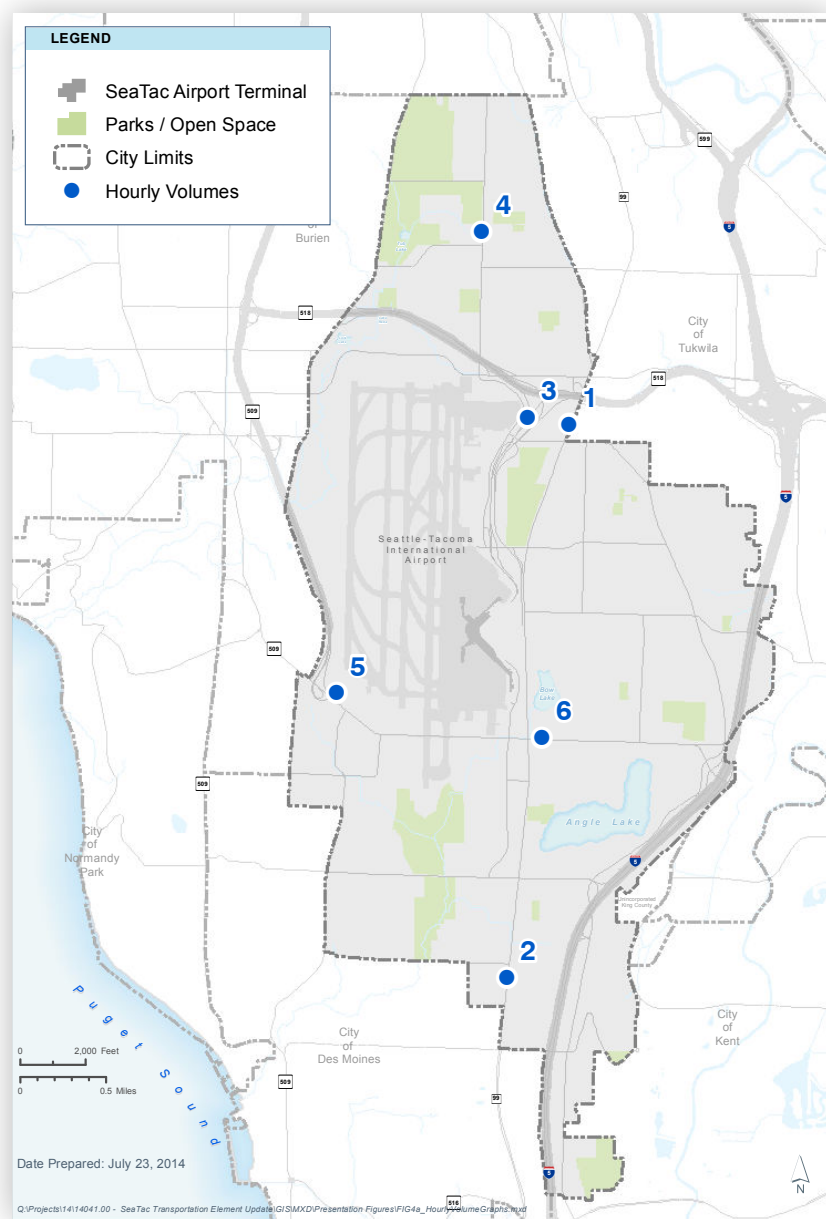 LEGEND
SeaTac Airport Terminal
Parks / Open Space
City Limits
Hourly Volumes
of
Burien
599
99
5
4
518
City
of
Tukwila
518
3
1
509
5
Seattle-Tacoma
International
Airport
509
5
Bow
Lake
6
509
Angle Lake
City
of
Normandy
Park
5
Unincorporated
King County
2
Puget Sound
City
of
Des Moines
City
of
Kent
0 2,000 Feet
0 0.5 Miles
509
99
Date Prepared: July 23, 2014
5
N
516
Q:\Projects\14\14041.00 - SeaTac Transportation Element Update\GIS\MXD\Presentation Figures\FIG4a_HourlyVolumeGraphs.mxd